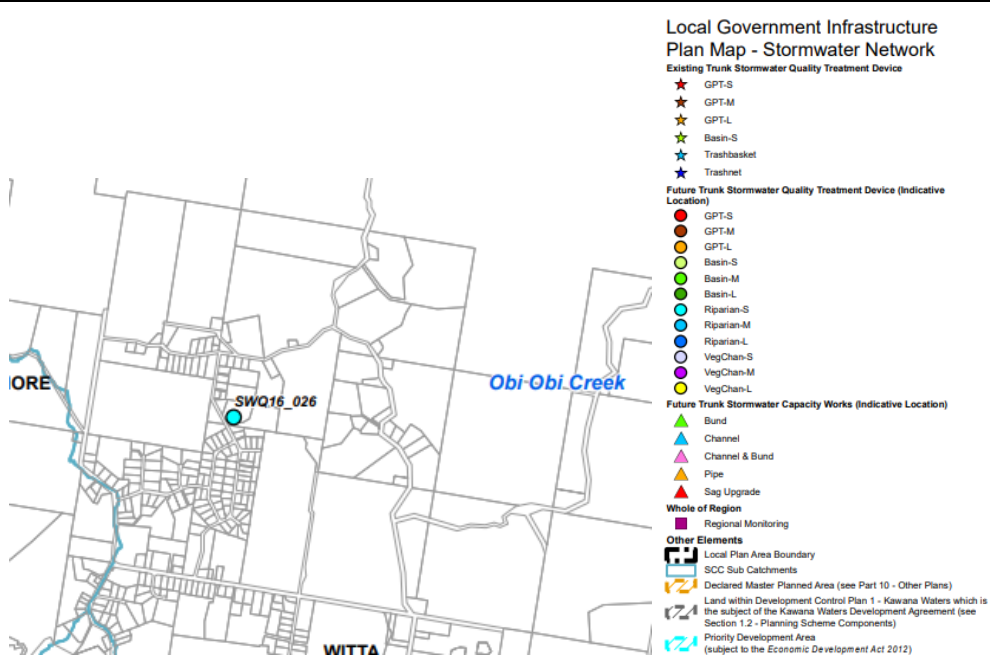 Local Government Infrastructure
Plan Map - Stormwater Network
Existing Trunk Stormwater Quality Treatment Device
GPT-S
GPT-M
GPT-L
Basin-S
Trashbasket
Trashnet
Future Trunk Stormwater Quality Treatment Device (Indicative
Location)
GPT-S
GPT-M
GPT-L
Basin-S
Basin-M
Basin-L
Riparian-S
Riparian-M
Riparian-L
VegChan-S
VegChan-M
VegChan-L
Future Trunk Stormwater Capacity Works (Indicative Location)
Bund
Channel
Channel & Bund
Pipe
Sag Upgrade
Whole of Region
Regional Monitoring
Other Elements
Local Plan Area Boundary
SCC Sub Catchments
Declared Master Planned Area (see Part 10 - Other Plans)
Land within Development Control Plan 1 - Kawana Waters which is
the subject of the Kawana Waters Development Agreement (see
Section 1.2 - Planning Scheme Components)
Priority Development Area
(subject to the Economic Development Act 2012)
ORE
Obi Obi Creek
SWQ16_026
WITTA